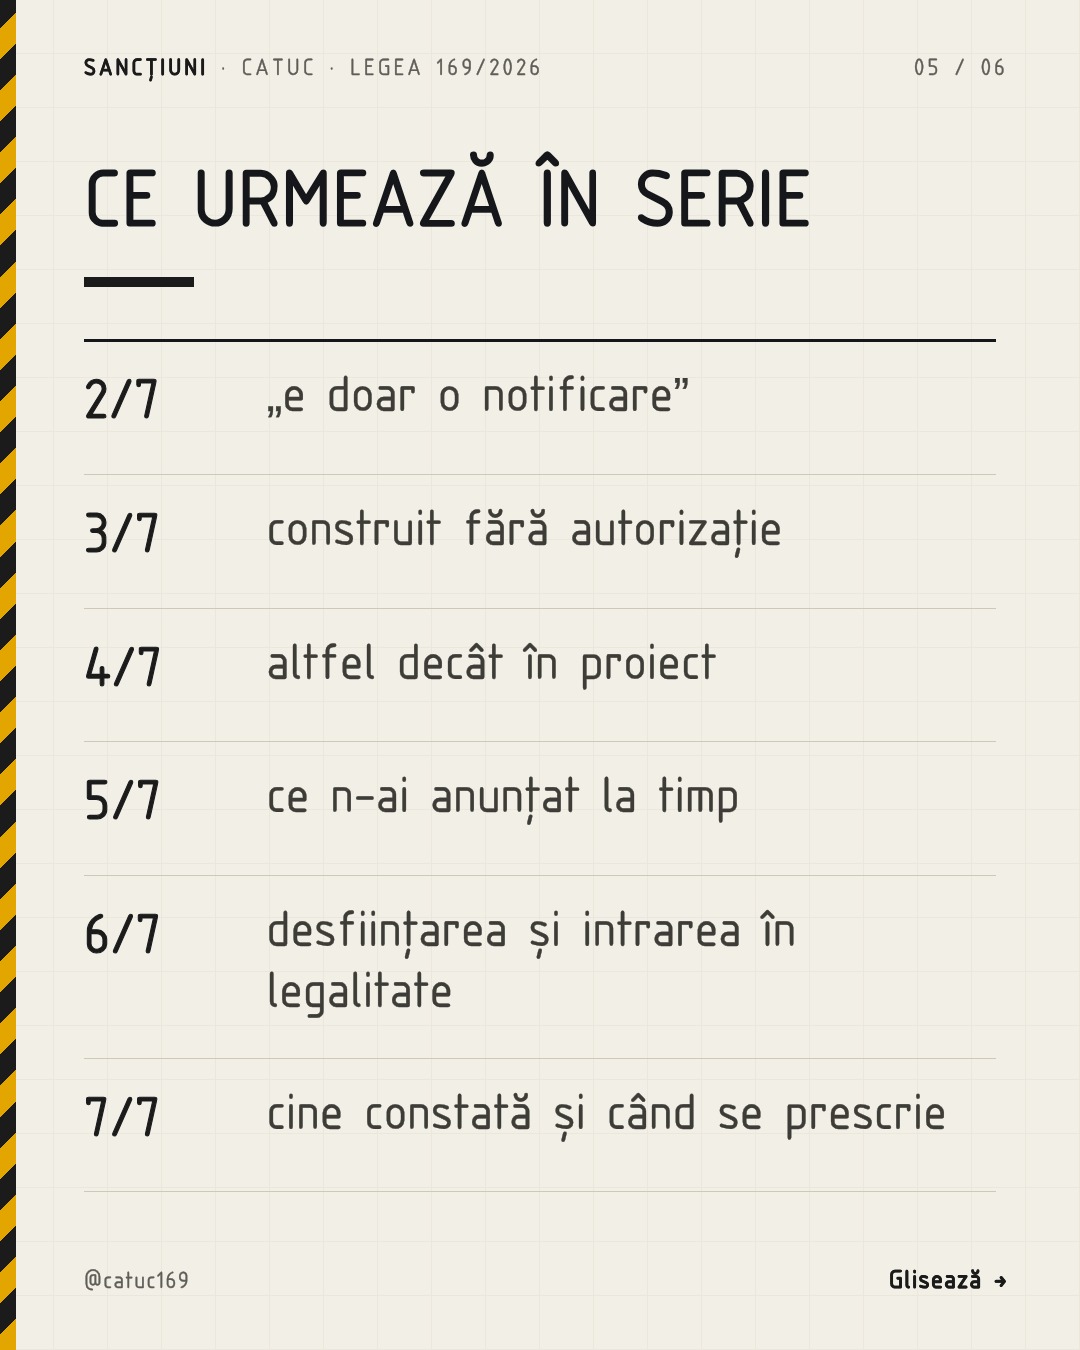 SANCȚIUNI · CATUC · LEGEA 169/2026
05 / 06
CE URMEAZĂ ÎN SERIE
2/7 „e doar o notificare”
3/7 construit fără autorizație
4/7 altfel decât în proiect
5/7 ce n-ai anunțat la timp
6/7 desființarea și intrarea în
legalitate
7/7 cine constată și când se prescrie
@catuc169
Glisează →